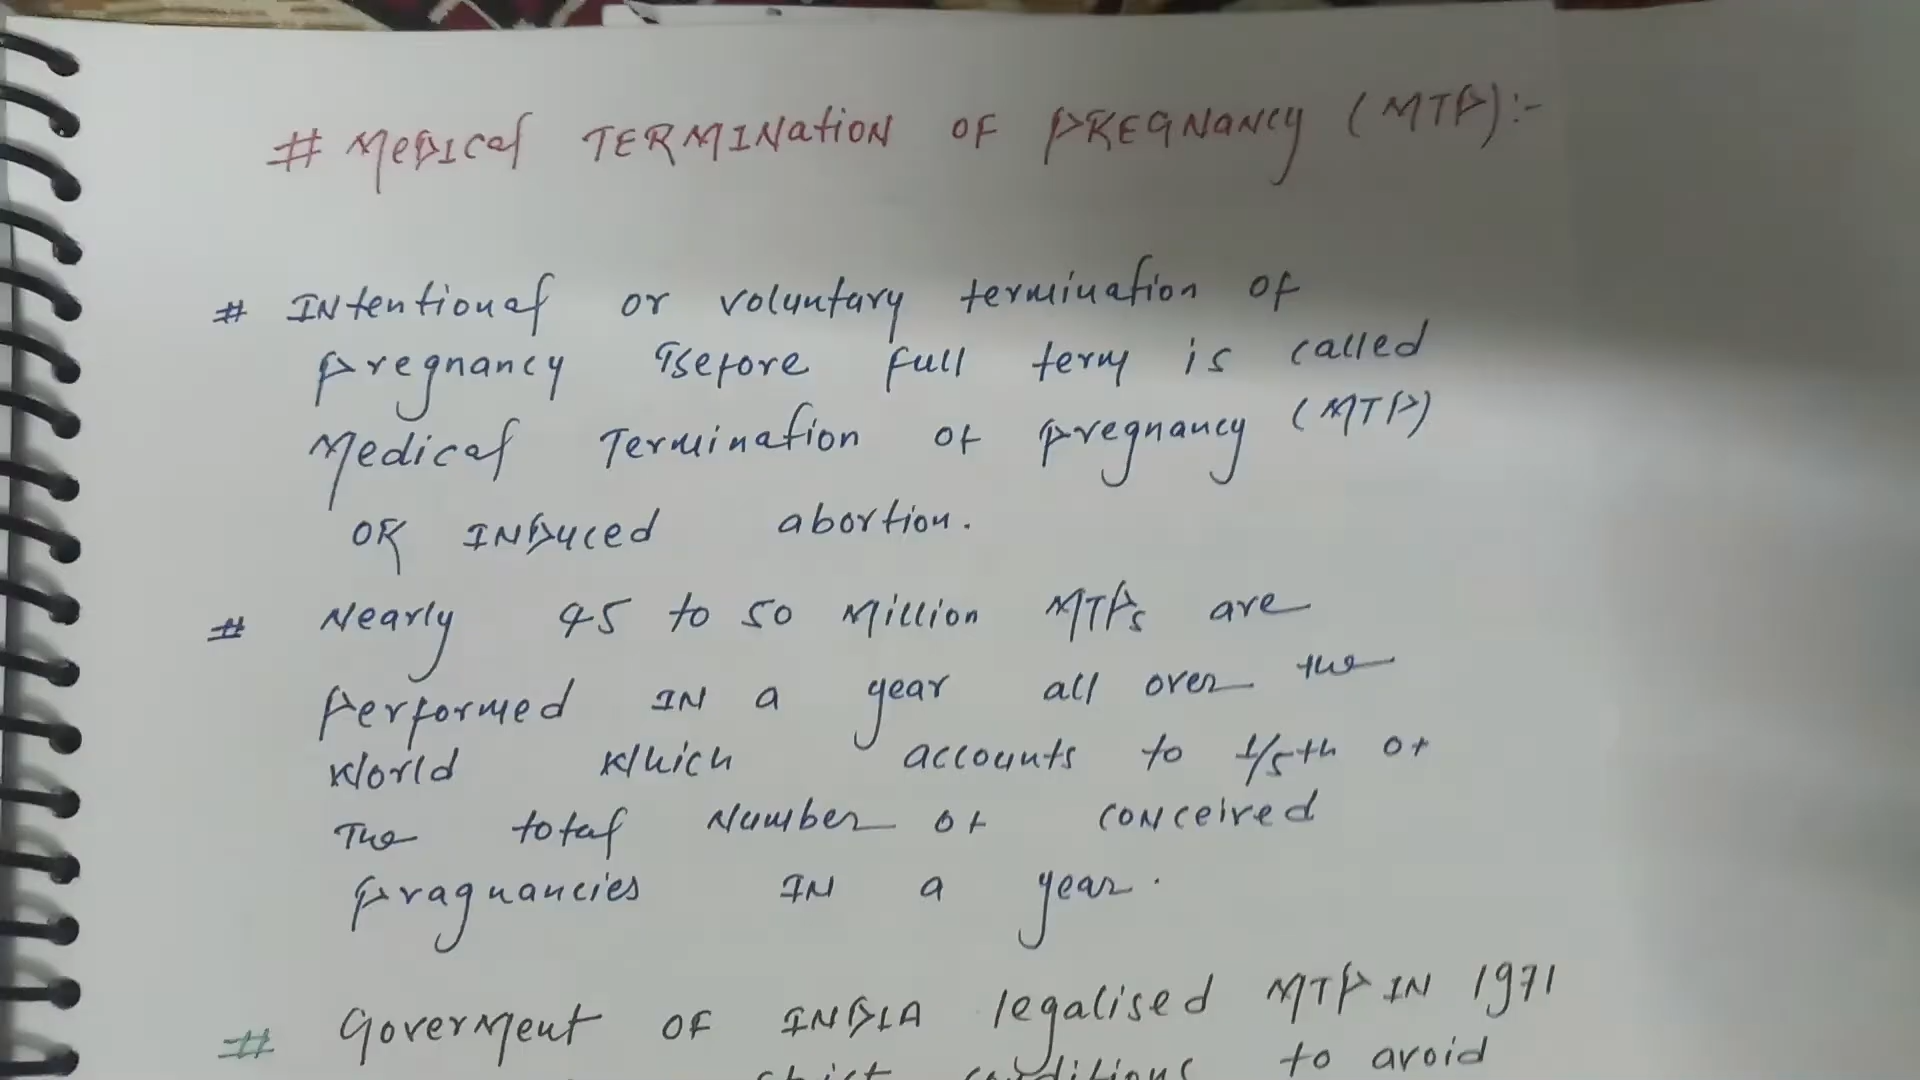 # MEDICal TERMINatION OF PREGNaNcy (MTP):-
# INtentional or voluntary termination of
pregnancy Before full term is called
Medical Termination of pregnancy (MTP)
OR INDuced abortion.
# Nearly 45 to 50 Million MTPs are
performed IN a year all over the
World Which accounts to 1/5th of
The total Number of conceived
pragnancies IN a year.
# Goverment OF INDIA legalised MTP IN 1971
strict conditions to avoid